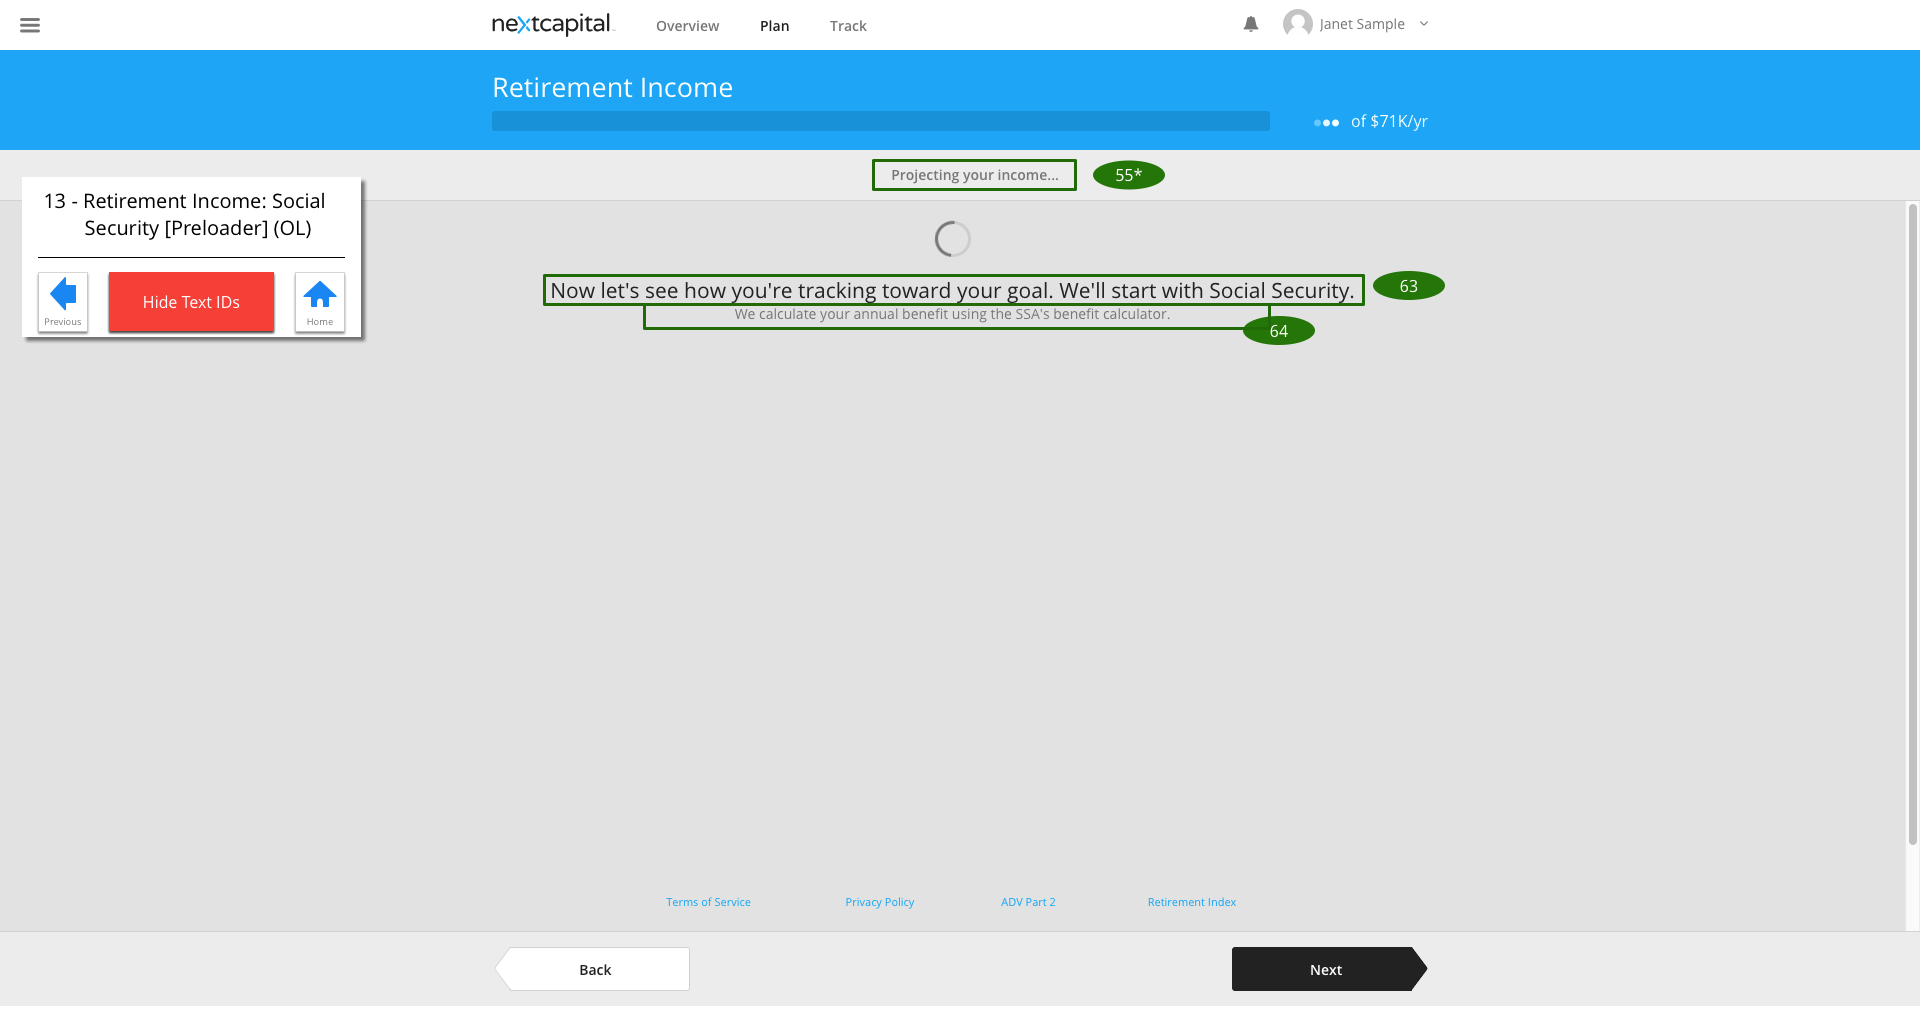 nextcapital
Overview
Plan
Track
Janet Sample
Retirement Income
of $71K/yr
Projecting your income...
55*
13 - Retirement Income: Social
Security [Preloader] (OL)
Previous
Hide Text IDs
Home
Now let's see how you're tracking toward your goal. We'll start with Social Security.
63
We calculate your annual benefit using the SSA's benefit calculator.
64
Terms of Service
Privacy Policy
ADV Part 2
Retirement Index
Back
Next